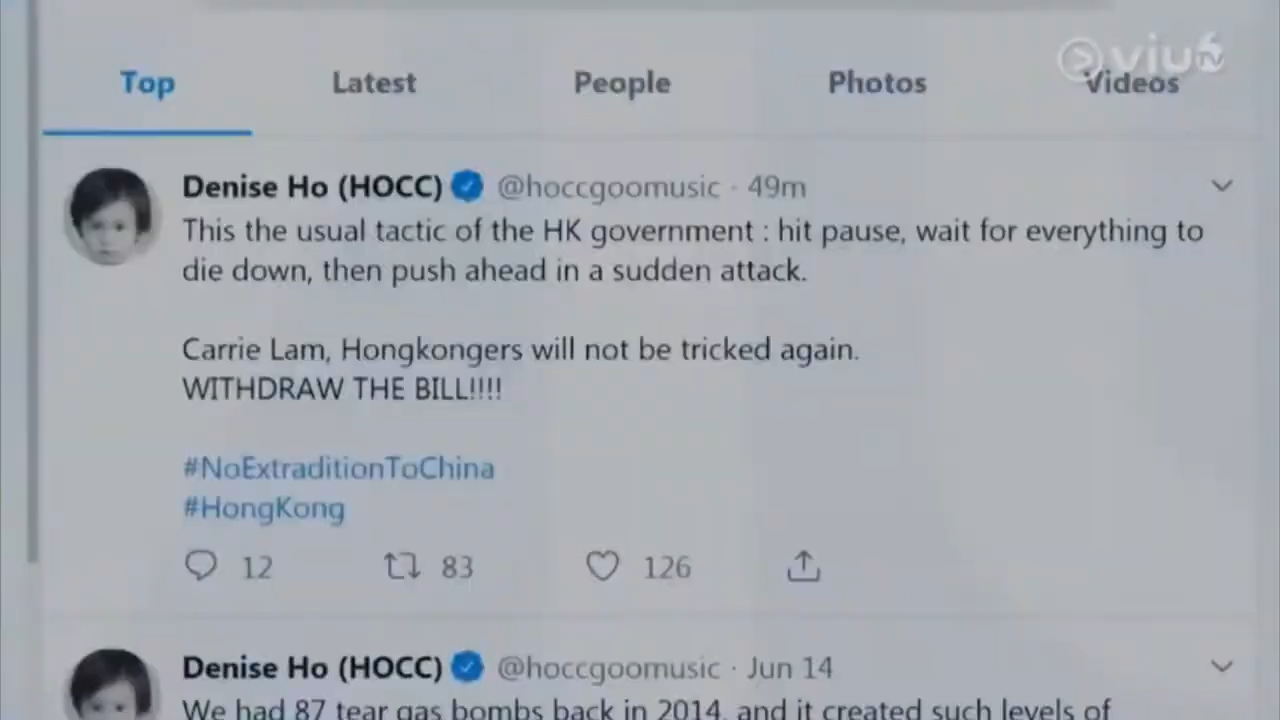 viu6
TV
Top Latest People Photos Videos
Denise Ho (HOCC) @hoccgoomusic · 49m
This the usual tactic of the HK government : hit pause, wait for everything to
die down, then push ahead in a sudden attack.
Carrie Lam, Hongkongers will not be tricked again.
WITHDRAW THE BILL!!!!
#NoExtraditionToChina
#HongKong
12 83 126
Denise Ho (HOCC) @hoccgoomusic · Jun 14
We had 87 tear gas bombs back in 2014, and it created such levels of